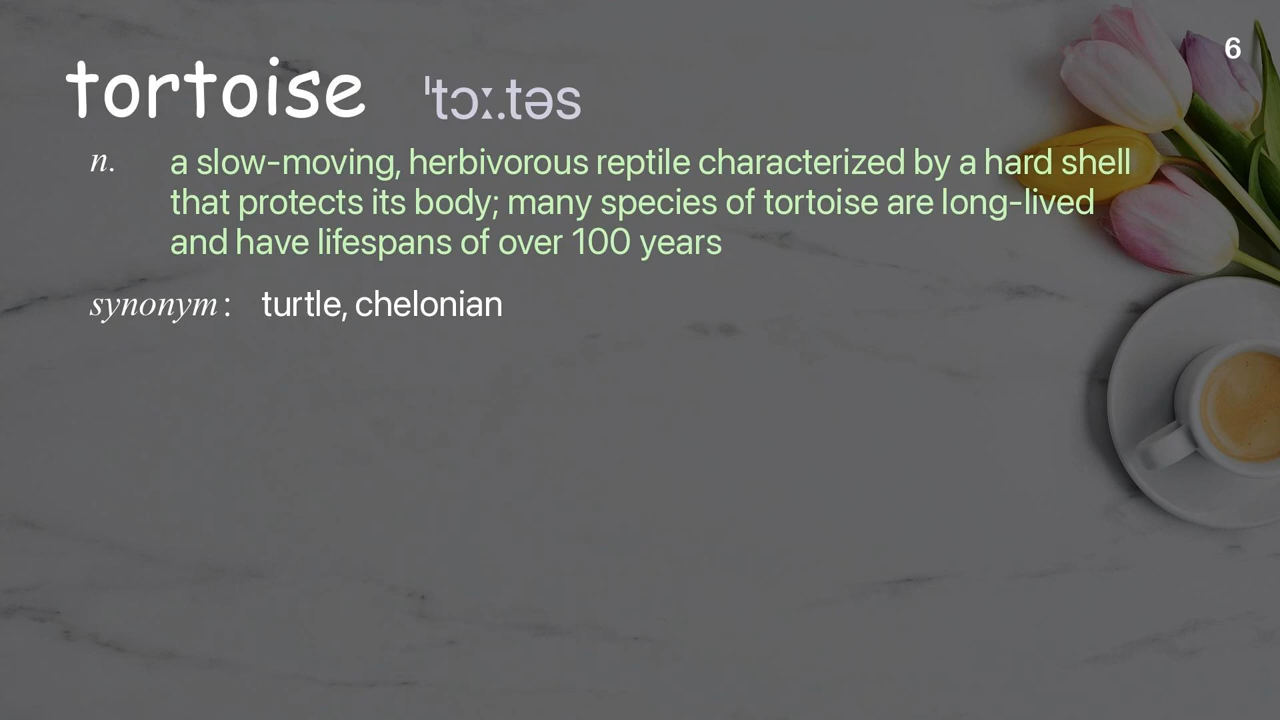 6
tortoise ˈtɔː.təs
n. a slow-moving, herbivorous reptile characterized by a hard shell
that protects its body; many species of tortoise are long-lived
and have lifespans of over 100 years
synonym: turtle, chelonian